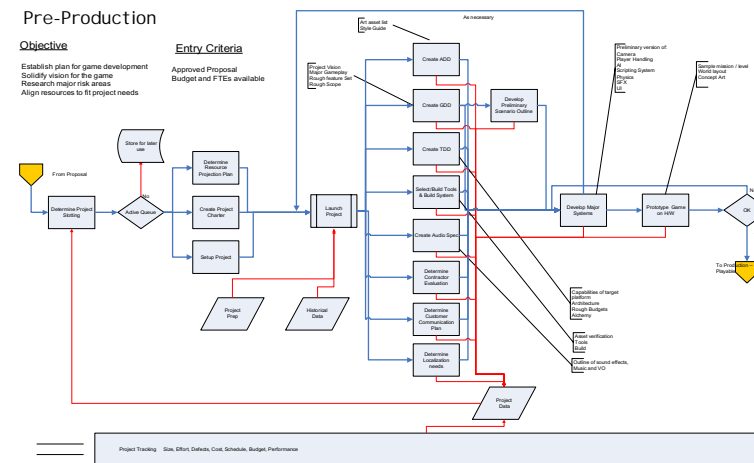 Pre-Production
Objective
Establish plan for game development
Solidify vision for the game
Research major risk areas
Align resources to fit project needs
Entry Criteria
Approved Proposal
Budget and FTEs available
As necessary
Art asset list
Style Guide
Project Vision
Major Gameplay
Rough feature Set
Rough Scope
Preliminary version of:
Camera
Player Handling
AI
Scripting System
Physics
SFX
UI
Sample mission / level
World layout
Concept Art
From Proposal
Determine Project
Slotting
Store for later
use
Active Queue
No
Determine
Resource
Projection Plan
Create Project
Charter
Setup Project
Launch
Project
Project
Prep
Historical
Data
Create ADD
Create GDD
Create TDD
Select/Build Tools
& Build System
Create Audio Spec
Determine
Contractor
Evaluation
Determine
Customer
Communication
Plan
Determine
Localization
needs
Develop
Preliminary
Scenario Outline
Develop Major
Systems
Prototype Game
on H/W
OK
No
To Production –
Playable
Capabilities of target
platform
Architecture
Rough Budgets
Alchemy
Asset verification
Tools
Build
Outline of sound effects,
Music and VO
Project
Data
Project Tracking Size, Effort, Defects, Cost, Schedule, Budget, Performance